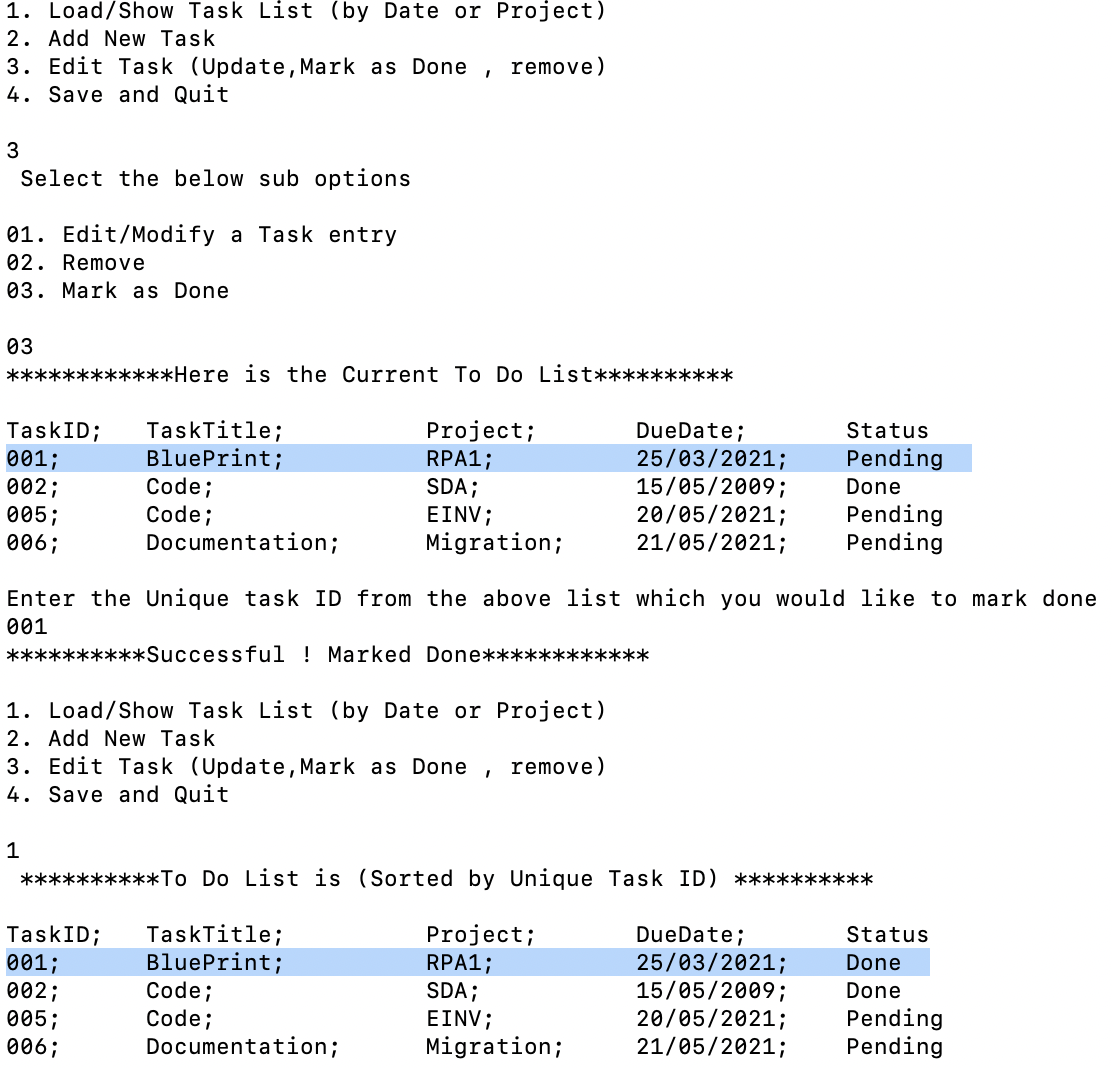 1. Load/Show Task List (by Date or Project)
2. Add New Task
3. Edit Task (Update,Mark as Done , remove)
4. Save and Quit
3
Select the below sub options
01. Edit/Modify a Task entry
02. Remove
03. Mark as Done
03
************Here is the Current To Do List**********
TaskID;   TaskTitle;          Project;       DueDate;       Status
001;      BluePrint;          RPA1;          25/03/2021;    Pending
002;      Code;               SDA;           15/05/2009;    Done
005;      Code;               EINV;          20/05/2021;    Pending
006;      Documentation;      Migration;     21/05/2021;    Pending
Enter the Unique task ID from the above list which you would like to mark done
001
**********Successful ! Marked Done************
1. Load/Show Task List (by Date or Project)
2. Add New Task
3. Edit Task (Update,Mark as Done , remove)
4. Save and Quit
1
**********To Do List is (Sorted by Unique Task ID) **********
TaskID;   TaskTitle;          Project;       DueDate;       Status
001;      BluePrint;          RPA1;          25/03/2021;    Done
002;      Code;               SDA;           15/05/2009;    Done
005;      Code;               EINV;          20/05/2021;    Pending
006;      Documentation;      Migration;     21/05/2021;    Pending